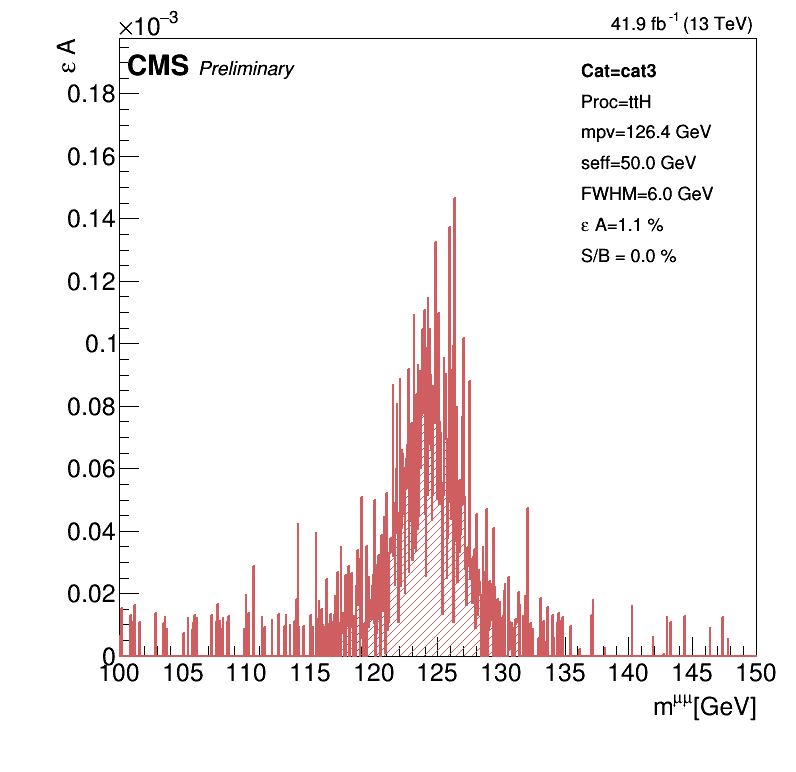 ×10⁻³
41.9 fb⁻¹ (13 TeV)
ε A
CMS Preliminary
Cat=cat3
Proc=ttH
mpv=126.4 GeV
seff=50.0 GeV
FWHM=6.0 GeV
ε A=1.1 %
S/B = 0.0 %
0.18
0.16
0.14
0.12
0.1
0.08
0.06
0.04
0.02
0
100 105 110 115 120 125 130 135 140 145 150
m^μμ[GeV]